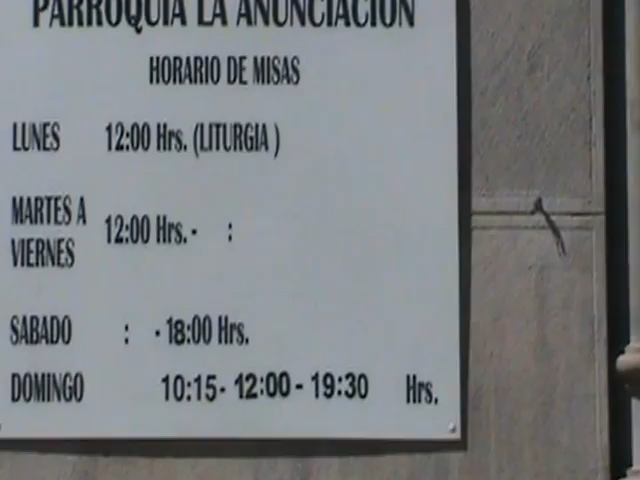 PARROQUIA LA ANUNCIACION
HORARIO DE MISAS
LUNES 12:00 Hrs. (LITURGIA )
MARTES A
VIERNES 12:00 Hrs. - :
SABADO : - 18:00 Hrs.
DOMINGO 10:15- 12:00 - 19:30 Hrs.